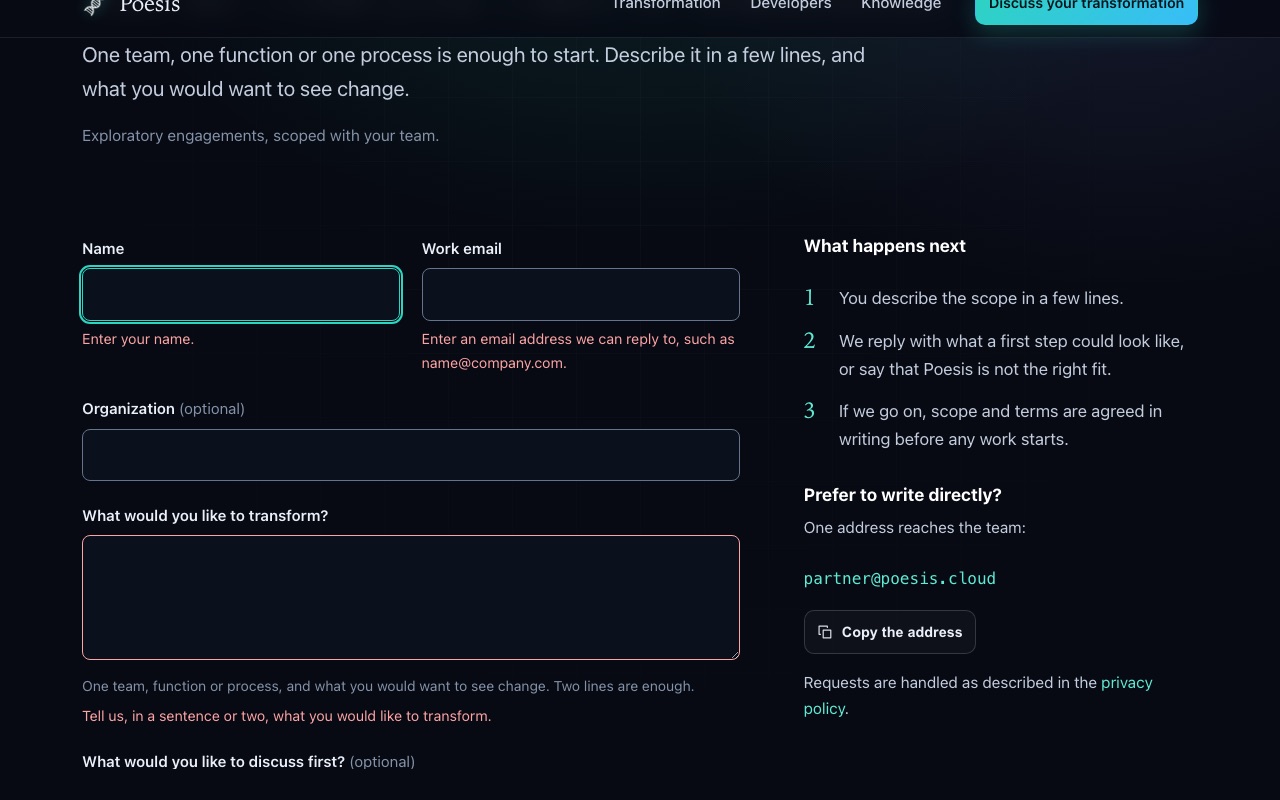 Poesis
Transformation
Developers
Knowledge
Discuss your transformation
One team, one function or one process is enough to start. Describe it in a few lines, and
what you would want to see change.
Exploratory engagements, scoped with your team.
Name
Work email
Enter your name.
Enter an email address we can reply to, such as
name@company.com.
Organization (optional)
What would you like to transform?
One team, function or process, and what you would want to see change. Two lines are enough.
Tell us, in a sentence or two, what you would like to transform.
What would you like to discuss first? (optional)
What happens next
1 You describe the scope in a few lines.
2 We reply with what a first step could look like,
or say that Poesis is not the right fit.
3 If we go on, scope and terms are agreed in
writing before any work starts.
Prefer to write directly?
One address reaches the team:
partner@poesis.cloud
Copy the address
Requests are handled as described in the privacy
policy.